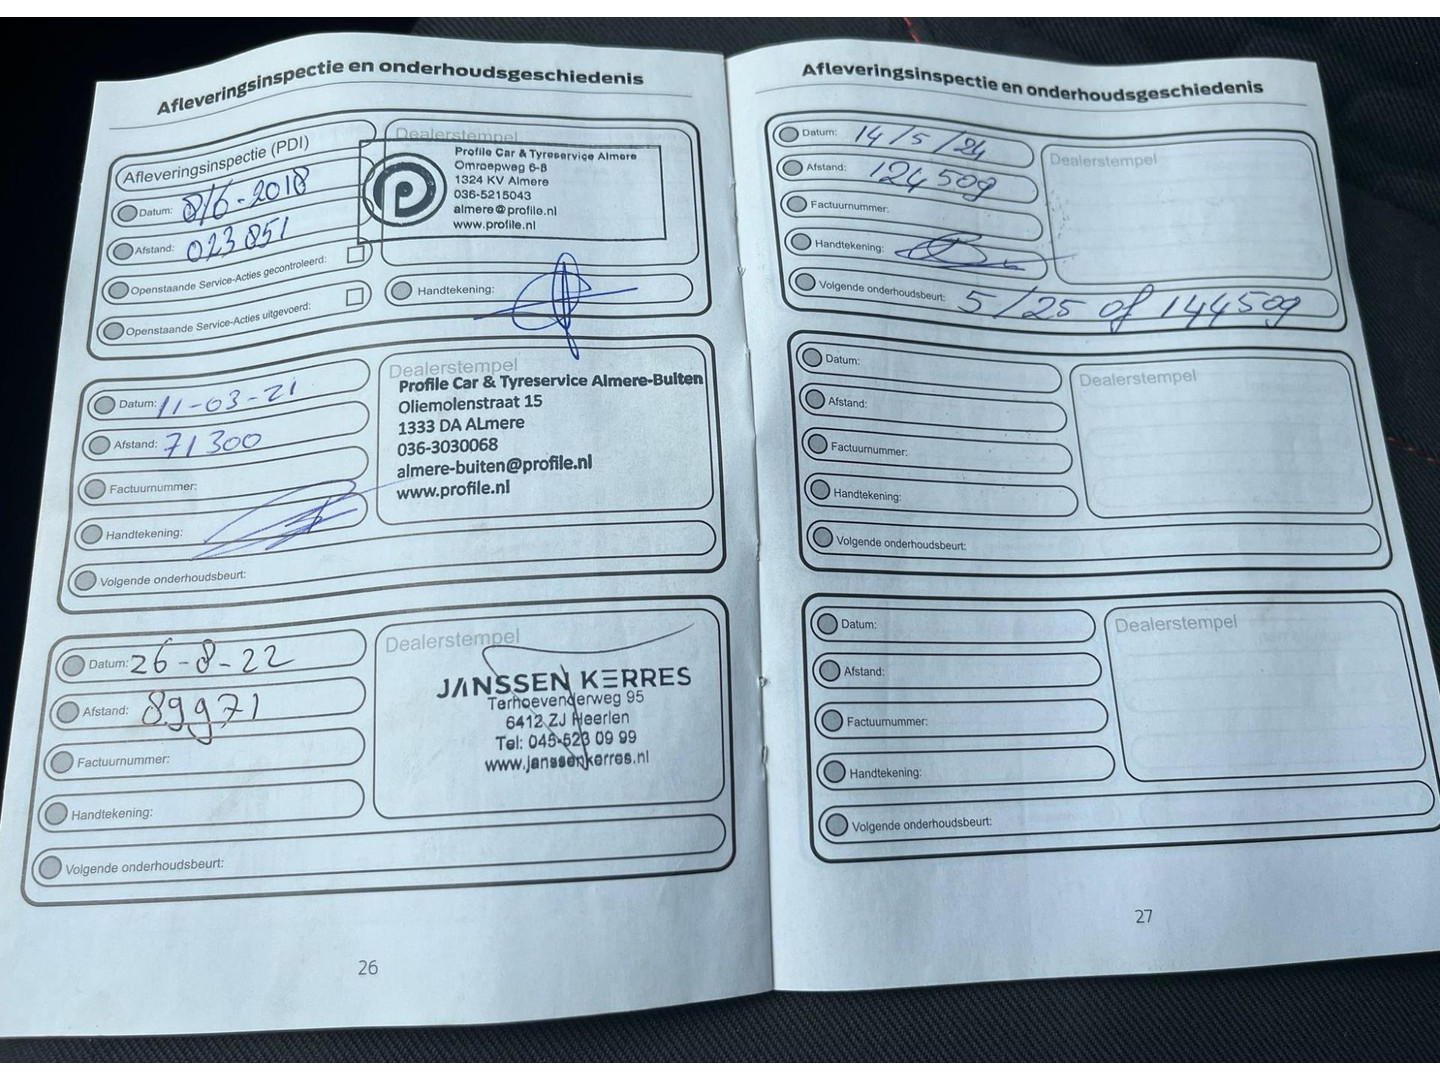 Afleveringsinspectie en onderhoudsgeschiedenis
Afleveringsinspectie (PDI)
Datum: 8/6-2018
Afstand: 023851
Openstaande Service-Acties gecontroleerd:
Openstaande Service-Acties uitgevoerd:
Dealerstempel
Profile Car & Tyreservice Almere
Omroepweg 6-8
1324 KV Almere
036-5215043
almere@profile.nl
www.profile.nl
Handtekening:
Datum: 11-03-21
Afstand: 71300
Factuurnummer:
Handtekening:
Volgende onderhoudsbeurt:
Dealerstempel
Profile Car & Tyreservice Almere-Buiten
Oliemolenstraat 15
1333 DA ALmere
036-3030068
almere-buiten@profile.nl
www.profile.nl
Datum: 26-8-22
Afstand: 89971
Factuurnummer:
Handtekening:
Volgende onderhoudsbeurt:
Dealerstempel
JANSSEN KERRES
Terhoevenderweg 95
6412 ZJ Heerlen
Tel: 045-523 09 99
www.janssenkerres.nl
26
Afleveringsinspectie en onderhoudsgeschiedenis
Datum: 14/5/24
Afstand: 124509
Factuurnummer:
Handtekening:
Volgende onderhoudsbeurt: 5/25 of 144509
Dealerstempel
Datum:
Afstand:
Factuurnummer:
Handtekening:
Volgende onderhoudsbeurt:
Dealerstempel
Datum:
Afstand:
Factuurnummer:
Handtekening:
Volgende onderhoudsbeurt:
Dealerstempel
27